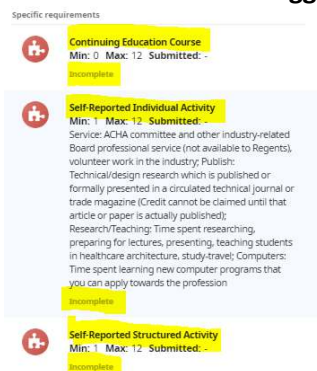 Specific requirements
Continuing Education Course
Min: 0 Max: 12 Submitted: -
Incomplete
Self-Reported Individual Activity
Min: 1 Max: 12 Submitted: -
Service: ACHA committee and other industry-related
Board professional service (not available to Regents),
volunteer work in the industry; Publish:
Technical/design research which is published or
formally presented in a circulated technical journal or
trade magazine (Credit cannot be claimed until that
article or paper is actually published);
Research/Teaching: Time spent researching,
preparing for lectures, presenting, teaching students
in healthcare architecture, study-travel; Computers:
Time spent learning new computer programs that
you can apply towards the profession
Incomplete
Self-Reported Structured Activity
Min: 1 Max: 12 Submitted: -
Incomplete